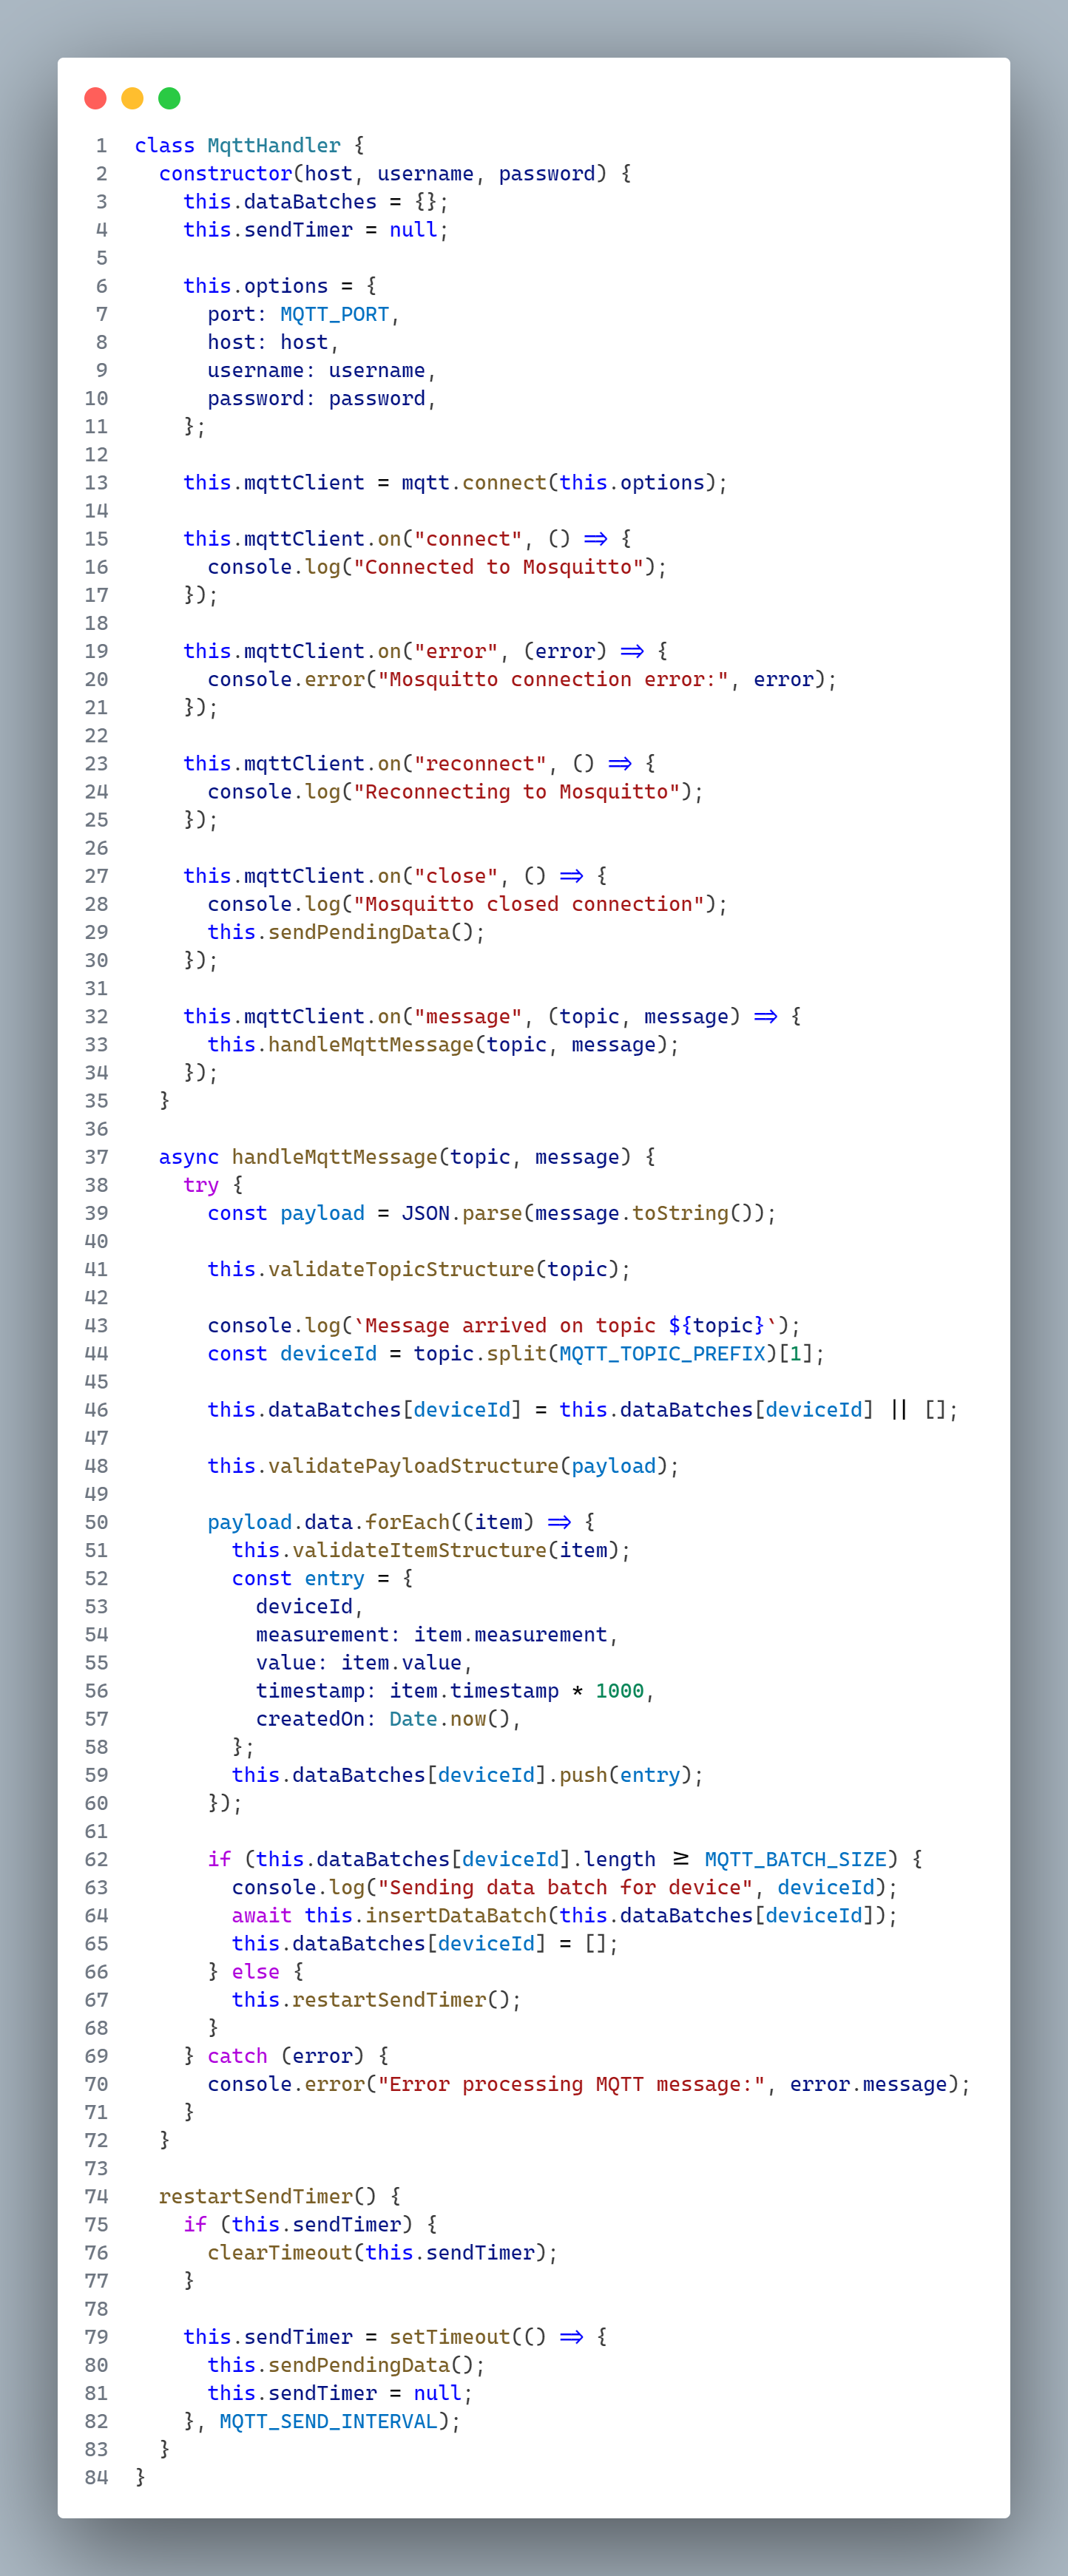 1 class MqttHandler {
2   constructor(host, username, password) {
3     this.dataBatches = {};
4     this.sendTimer = null;
5
6     this.options = {
7       port: MQTT_PORT,
8       host: host,
9       username: username,
10       password: password,
11     };
12
13     this.mqttClient = mqtt.connect(this.options);
14
15     this.mqttClient.on("connect", () => {
16       console.log("Connected to Mosquitto");
17     });
18
19     this.mqttClient.on("error", (error) => {
20       console.error("Mosquitto connection error:", error);
21     });
22
23     this.mqttClient.on("reconnect", () => {
24       console.log("Reconnecting to Mosquitto");
25     });
26
27     this.mqttClient.on("close", () => {
28       console.log("Mosquitto closed connection");
29       this.sendPendingData();
30     });
31
32     this.mqttClient.on("message", (topic, message) => {
33       this.handleMqttMessage(topic, message);
34     });
35   }
36
37   async handleMqttMessage(topic, message) {
38     try {
39       const payload = JSON.parse(message.toString());
40
41       this.validateTopicStructure(topic);
42
43       console.log(`Message arrived on topic ${topic}`);
44       const deviceId = topic.split(MQTT_TOPIC_PREFIX)[1];
45
46       this.dataBatches[deviceId] = this.dataBatches[deviceId] || [];
47
48       this.validatePayloadStructure(payload);
49
50       payload.data.forEach((item) => {
51         this.validateItemStructure(item);
52         const entry = {
53           deviceId,
54           measurement: item.measurement,
55           value: item.value,
56           timestamp: item.timestamp * 1000,
57           createdOn: Date.now(),
58         };
59         this.dataBatches[deviceId].push(entry);
60       });
61
62       if (this.dataBatches[deviceId].length >= MQTT_BATCH_SIZE) {
63         console.log("Sending data batch for device", deviceId);
64         await this.insertDataBatch(this.dataBatches[deviceId]);
65         this.dataBatches[deviceId] = [];
66       } else {
67         this.restartSendTimer();
68       }
69     } catch (error) {
70       console.error("Error processing MQTT message:", error.message);
71     }
72   }
73
74   restartSendTimer() {
75     if (this.sendTimer) {
76       clearTimeout(this.sendTimer);
77     }
78
79     this.sendTimer = setTimeout(() => {
80       this.sendPendingData();
81       this.sendTimer = null;
82     }, MQTT_SEND_INTERVAL);
83   }
84 }